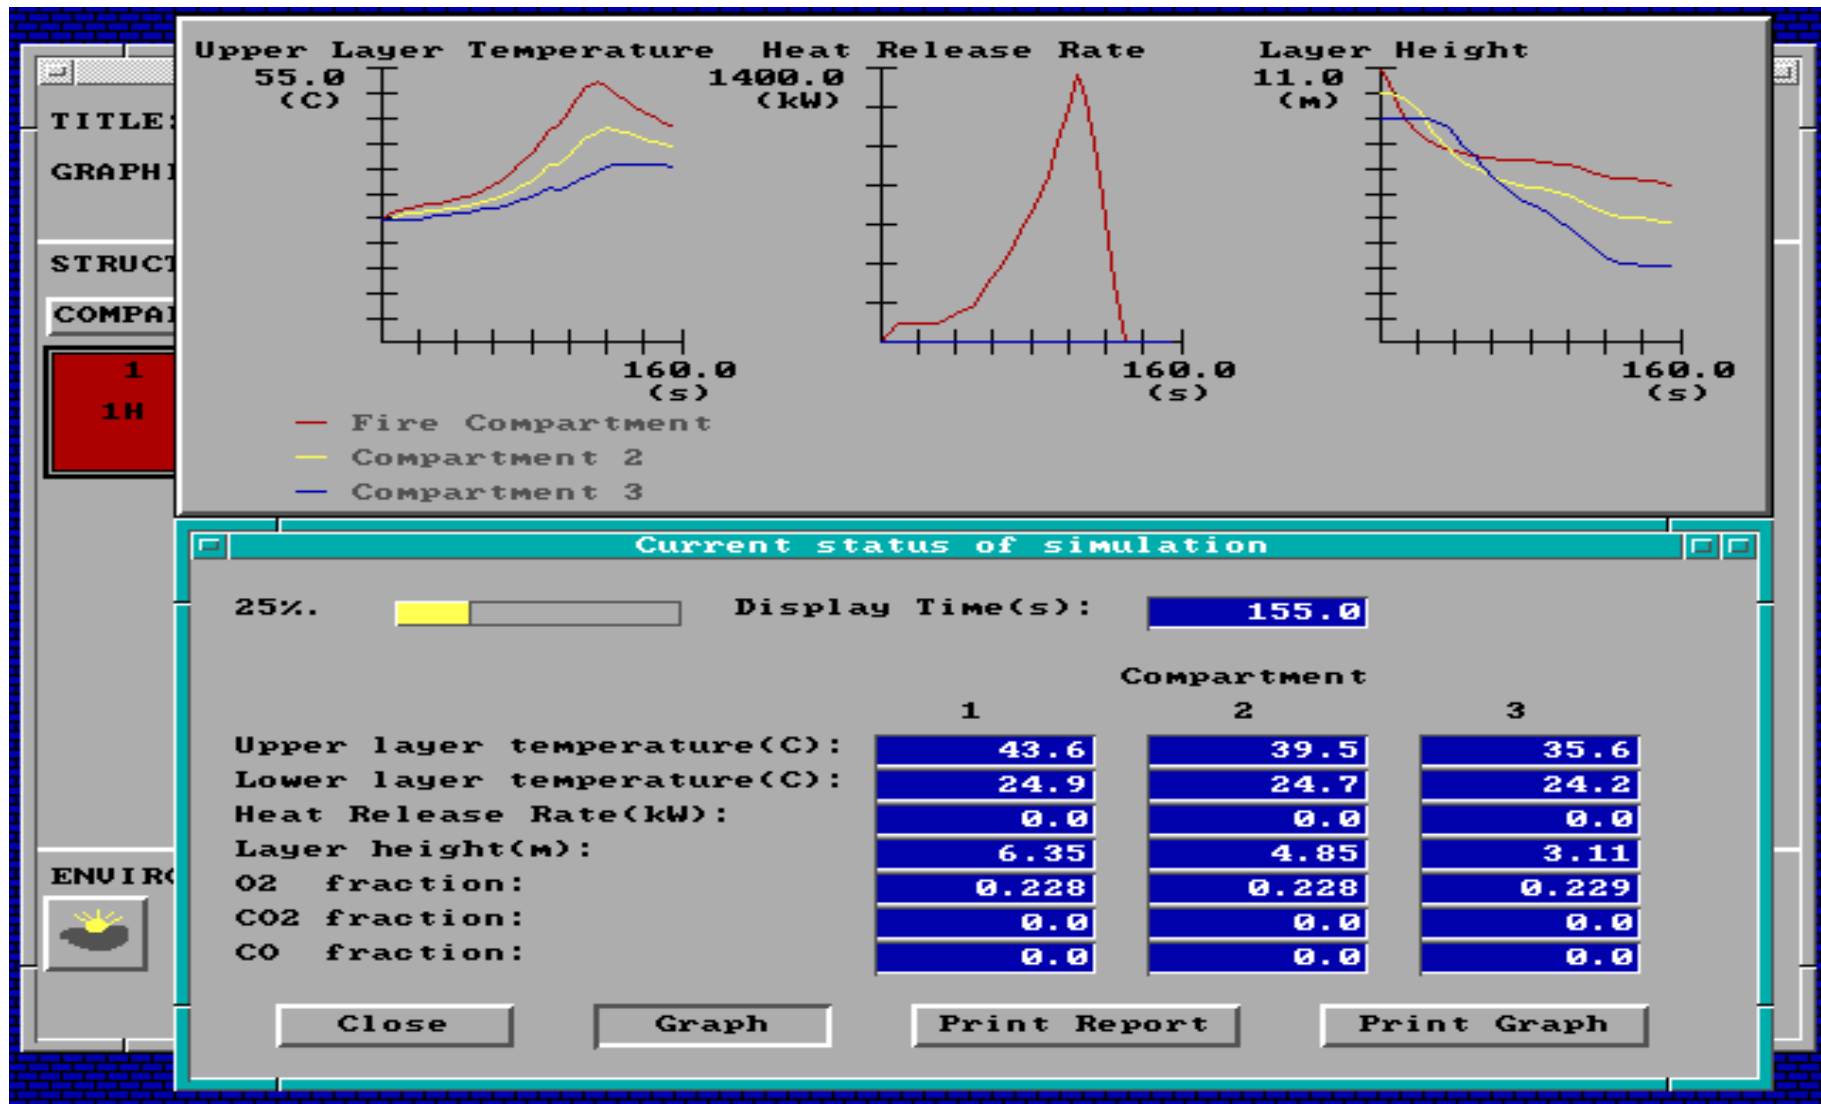 Upper Layer Temperature Heat Release Rate Layer Height
55.0 1400.0 11.0
(C) (kW) (m)
TITLE:
GRAPHI
STRUCT
COMPAR
1
1H
160.0 160.0 160.0
(s) (s) (s)
Fire Compartment
Compartment 2
Compartment 3
Current status of simulation
25%. Display Time(s): 155.0
Compartment
1 2 3
Upper layer temperature(C): 43.6 39.5 35.6
Lower layer temperature(C): 24.9 24.7 24.2
Heat Release Rate(kW): 0.0 0.0 0.0
Layer height(m): 6.35 4.85 3.11
ENVIRO
O2 fraction: 0.228 0.228 0.229
CO2 fraction: 0.0 0.0 0.0
CO fraction: 0.0 0.0 0.0
Close Graph Print Report Print Graph